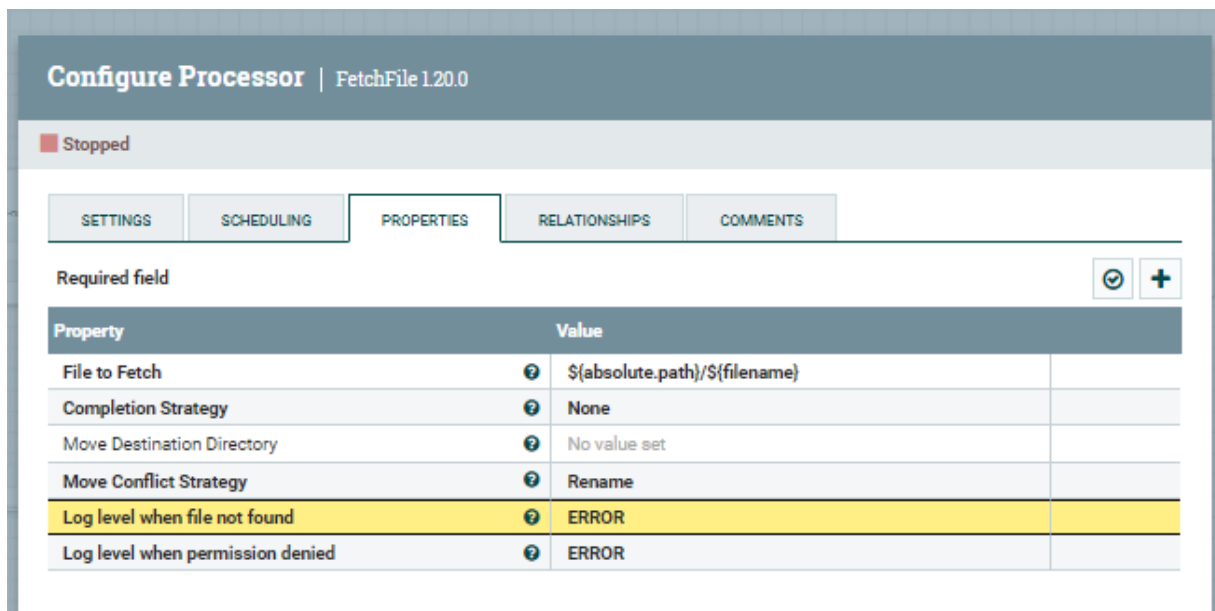 Configure Processor | FetchFile 1.20.0
Stopped
SETTINGS SCHEDULING PROPERTIES RELATIONSHIPS COMMENTS
Required field
Property Value
File to Fetch ${absolute.path}/${filename}
Completion Strategy None
Move Destination Directory No value set
Move Conflict Strategy Rename
Log level when file not found ERROR
Log level when permission denied ERROR